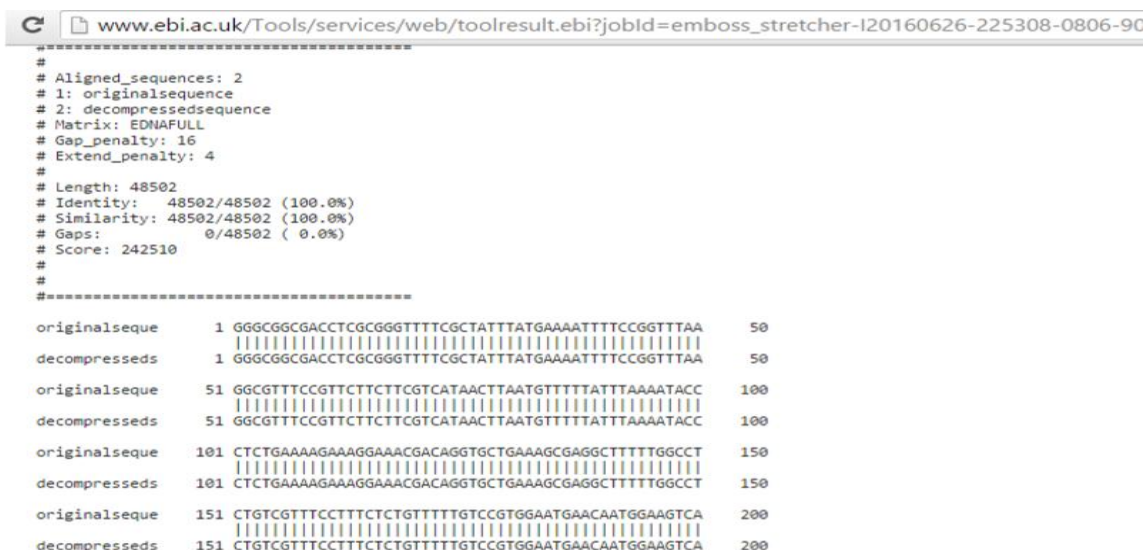 www.ebi.ac.uk/Tools/services/web/toolresult.ebi?jobId=emboss_stretcher-I20160626-225308-0806-90
#=======================================
#
# Aligned_sequences: 2
# 1: originalsequence
# 2: decompressedsequence
# Matrix: EDNAFULL
# Gap_penalty: 16
# Extend_penalty: 4
#
# Length: 48502
# Identity: 48502/48502 (100.0%)
# Similarity: 48502/48502 (100.0%)
# Gaps: 0/48502 ( 0.0%)
# Score: 242510
#
#
#=======================================
originalseque 1 GGGCGGCGACCTCGCGGGTTTTCGCTATTTATGAAAATTTTCCGGTTTAA 50
||||||||||||||||||||||||||||||||||||||||||||||||||
decompresseds 1 GGGCGGCGACCTCGCGGGTTTTCGCTATTTATGAAAATTTTCCGGTTTAA 50
originalseque 51 GGCGTTTCCGTTCTTCTTCGTCATAACTTAATGTTTTTATTTAAAATACC 100
||||||||||||||||||||||||||||||||||||||||||||||||||
decompresseds 51 GGCGTTTCCGTTCTTCTTCGTCATAACTTAATGTTTTTATTTAAAATACC 100
originalseque 101 CTCTGAAAAGAAAGGAAACGACAGGTGCTGAAAGCGAGGCTTTTTGGCCT 150
||||||||||||||||||||||||||||||||||||||||||||||||||
decompresseds 101 CTCTGAAAAGAAAGGAAACGACAGGTGCTGAAAGCGAGGCTTTTTGGCCT 150
originalseque 151 CTGTCGTTTCCTTTCTCTGTTTTTGTCCGTGGAATGAACAATGGAAGTCA 200
||||||||||||||||||||||||||||||||||||||||||||||||||
decompresseds 151 CTGTCGTTTCCTTTCTCTGTTTTTGTCCGTGGAATGAACAATGGAAGTCA 200